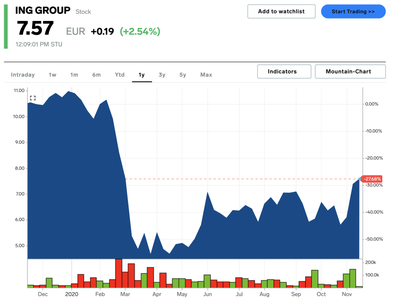 ING GROUP Stock
7.57 EUR +0.19 (+2.54%)
12:09:01 PM STU
Add to watchlist
Start Trading >>
Intraday 1w 1m 6m Ytd 1y 3y 5y Max
Indicators
Mountain-Chart
11.00
10.00
9.00
8.00
7.00
6.00
5.00
0.00%
-10.00%
-20.00%
-27.68%
-30.00%
-40.00%
-50.00%
200k
100.0k
Dec 2020 Feb Mar Apr May Jun Jul Aug Sep Oct Nov